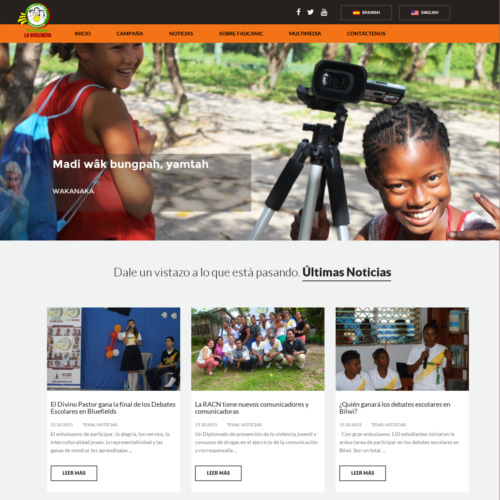 LA VIOLENCIA
SPANISH
ENGLISH
INICIO
CAMPAÑA
NOTICIAS
SOBRE FADCANIC
MULTIMEDIA
CONTÁCTENOS
Madi wâk bungpah, yamtah
WAKANAKA
Dale un vistazo a lo que está pasando. Últimas Noticias
El Divino Pastor gana la final de los Debates
Escolares en Bluefields
21.10.2015 TEMA: NOTICIAS
El entusiasmo de participar, la alegría, los nervios, la
interculturalidad joven, la representatividad y las
ganas de mostrar los aprendizajes ...
LEER MÁS
La RACN tiene nuevos comunicadores y
comunicadoras
15.10.2015 TEMA: NOTICIAS
Un Diplomado de prevención de la violencia juvenil y
consumo de drogas en el ejercicio de la comunicación
y corresponsalía ...
LEER MÁS
¿Quién ganará los debates escolares en
Bilwi?
13.10.2015 TEMA: NOTICIAS
Con gran entusiasmo 110 estudiantes iniciaron la
ardua tarea de participar en los debates escolares en
Bilwi. Son un total ...
LEER MÁS